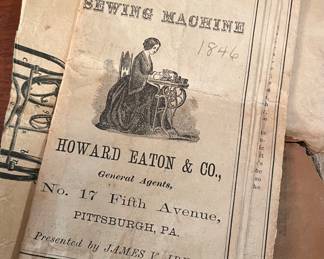 SEWING MACHINE
1846
HOWARD EATON & CO.,
General Agents,
No. 17 Fifth Avenue,
PITTSBURGH, PA.
Presented by JAMES